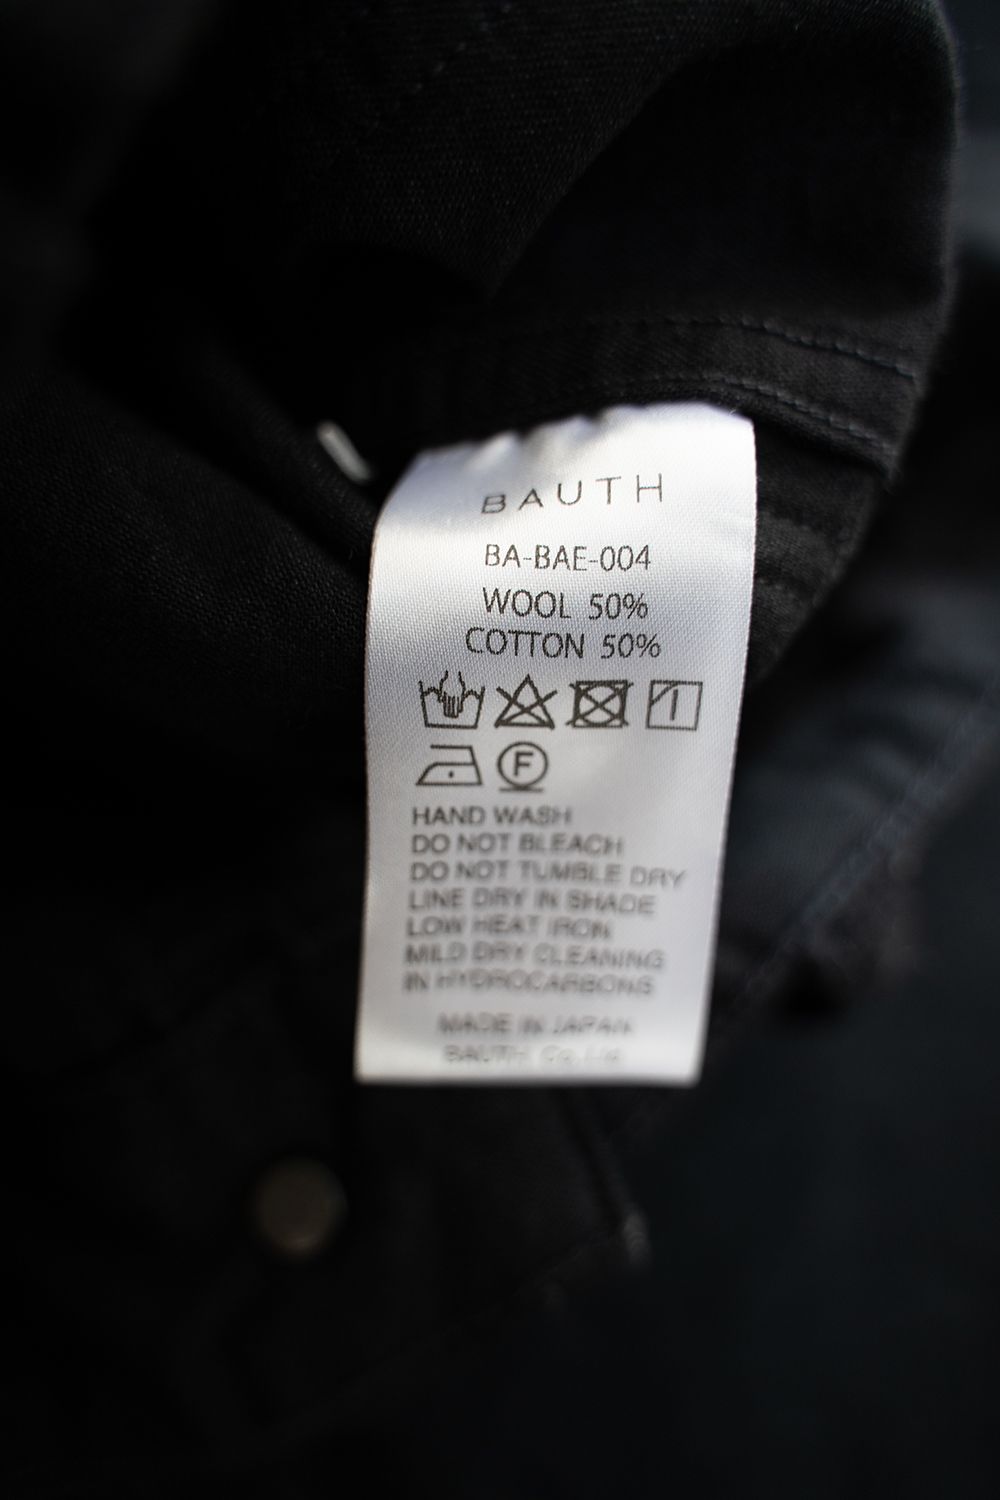 BAUTH
BA-BAE-004
WOOL 50%
COTTON 50%
F
HAND WASH
DO NOT BLEACH
DO NOT TUMBLE DRY
LINE DRY IN SHADE
LOW HEAT IRON
MILD DRY CLEANING
IN HYDROCARBONS
MADE IN JAPAN
BAUTH Co.,Ltd